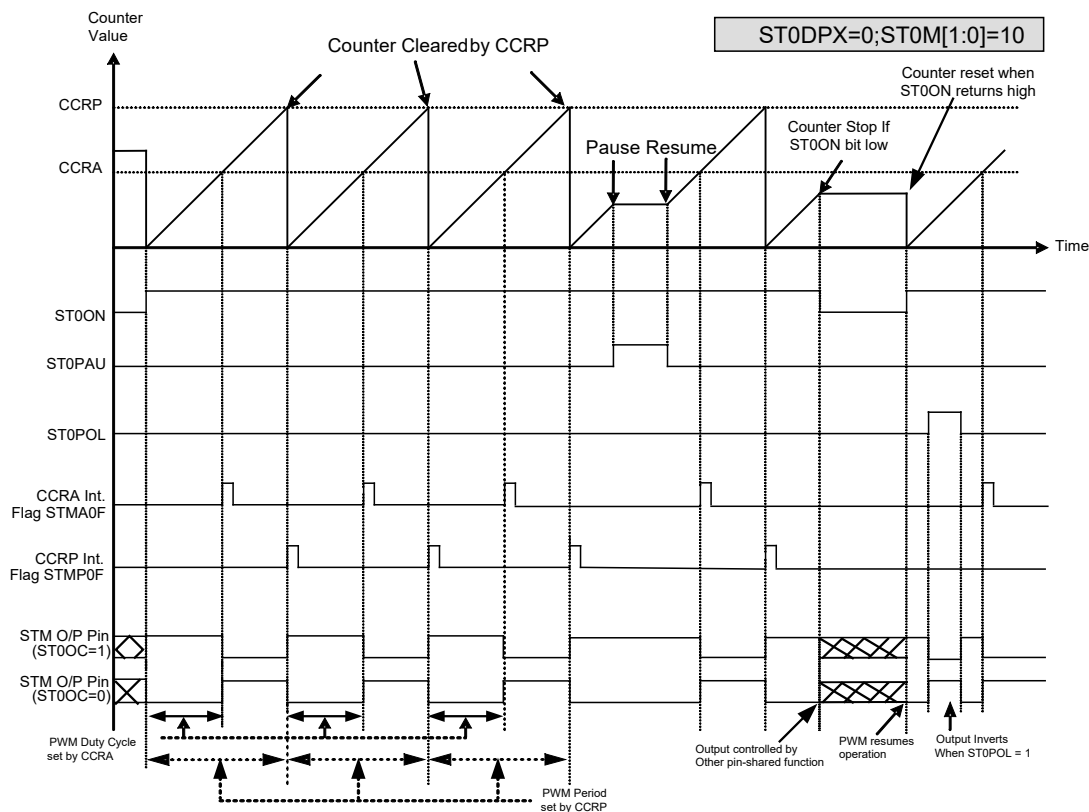 Counter
Value
ST0DPX=0;ST0M[1:0]=10
Counter Cleared by CCRP
Counter reset when
ST0ON returns high
CCRP
Counter Stop If
ST0ON bit low
Pause Resume
CCRA
Time
ST0ON
ST0PAU
ST0POL
CCRA Int.
Flag STMA0F
CCRP Int.
Flag STMP0F
STM O/P Pin
(ST0OC=1)
STM O/P Pin
(ST0OC=0)
PWM Duty Cycle
set by CCRA
Output controlled by
Other pin-shared function
PWM resumes
operation
Output Inverts
When ST0POL = 1
PWM Period
set by CCRP